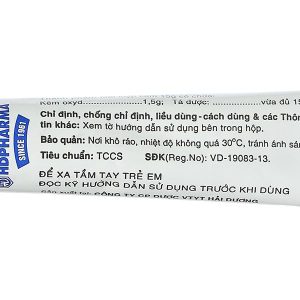 HDPHARMA
SINCE 1961
15g có chứa:
Kẽm oxyd 1,5g; Tá dược: vừa đủ 15
Chỉ định, chống chỉ định, liều dùng - cách dùng & các Thông
tin khác: Xem tờ hướng dẫn sử dụng bên trong hộp.
Bảo quản: Nơi khô ráo, nhiệt độ không quá 30°C, tránh ánh sáng
Tiêu chuẩn: TCCS SĐK(Reg.No): VD-19083-13.
ĐỂ XA TẦM TAY TRẺ EM
ĐỌC KỸ HƯỚNG DẪN SỬ DỤNG TRƯỚC KHI DÙNG
CÔNG TY CP DƯỢC VTYT HẢI DƯƠNG